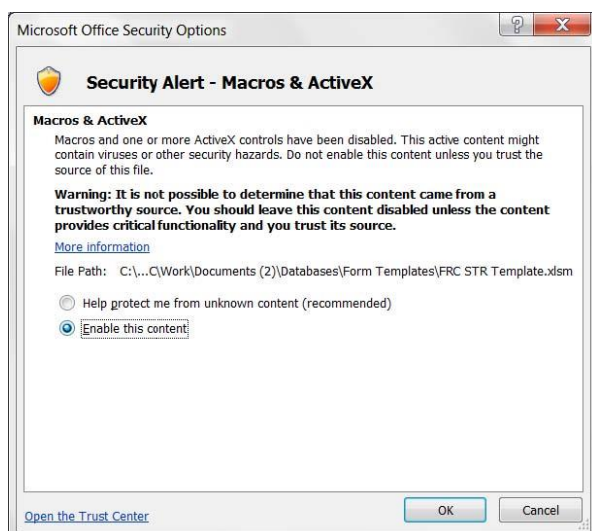 Microsoft Office Security Options
Security Alert - Macros & ActiveX
Macros & ActiveX
Macros and one or more ActiveX controls have been disabled. This active content might
contain viruses or other security hazards. Do not enable this content unless you trust the
source of this file.
Warning: It is not possible to determine that this content came from a
trustworthy source. You should leave this content disabled unless the content
provides critical functionality and you trust its source.
More information
File Path: C:\...C\Work\Documents (2)\Databases\Form Templates\FRC STR Template.xlsm
Help protect me from unknown content (recommended)
Enable this content
Open the Trust Center
OK
Cancel